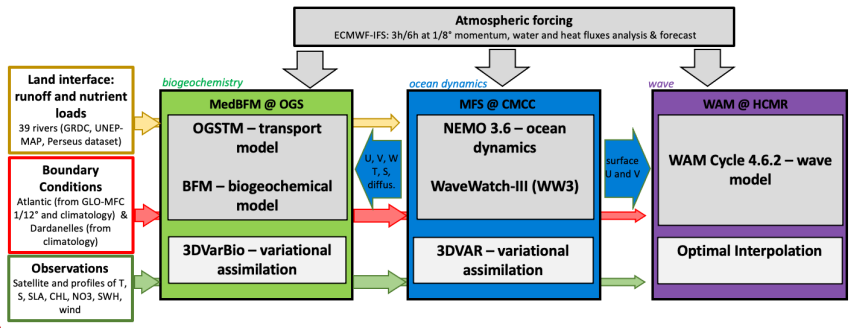 Atmospheric forcing
ECMWF-IFS: 3h/6h at 1/8° momentum, water and heat fluxes analysis & forecast
biogeochemistry
ocean dynamics
wave
Land interface:
runoff and nutrient
loads
39 rivers (GRDC, UNEP-
MAP, Perseus dataset)
Boundary
Conditions
Atlantic (from GLO-MFC
1/12° and climatology) &
Dardanelles (from
climatology)
Observations
Satellite and profiles of T,
S, SLA, CHL, NO3, SWH,
wind
MedBFM @ OGS
OGSTM – transport
model
BFM – biogeochemical
model
3DVarBio – variational
assimilation
U, V, W
T, S,
diffus.
MFS @ CMCC
NEMO 3.6 – ocean
dynamics
WaveWatch-III (WW3)
3DVAR – variational
assimilation
surface
U and V
WAM @ HCMR
WAM Cycle 4.6.2 – wave
model
Optimal Interpolation